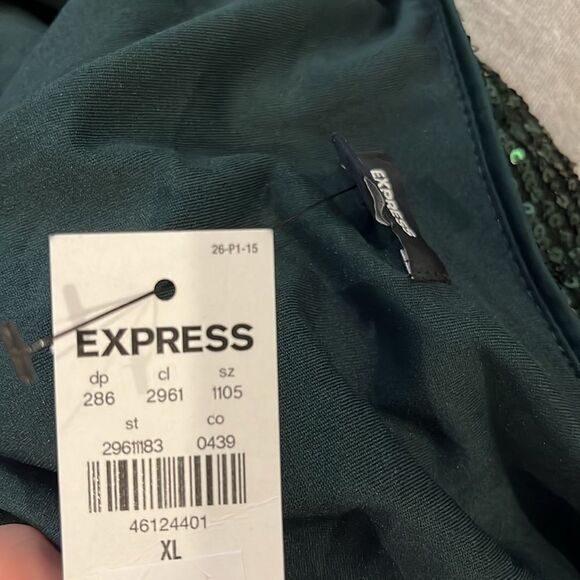 26-P1-15
EXPRESS
dp cl sz
286 2961 1105
st co
29611183 0439
46124401
XL
EXPRESS